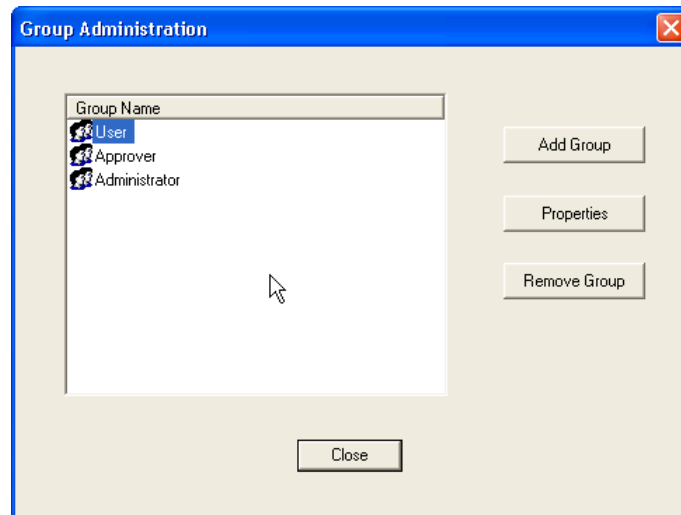 Group Administration
Group Name
User
Approver
Administrator
Add Group
Properties
Remove Group
Close